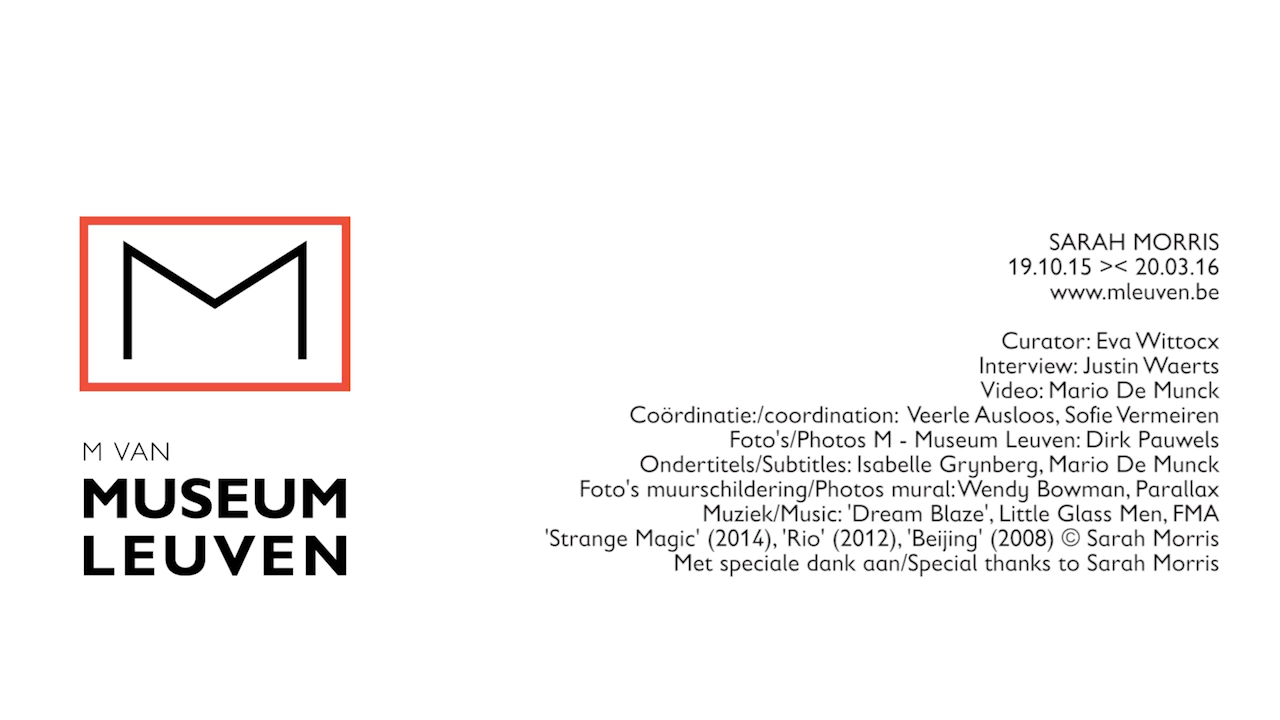 M
M VAN
MUSEUM
LEUVEN
SARAH MORRIS
19.10.15 >< 20.03.16
www.mleuven.be
Curator: Eva Wittocx
Interview: Justin Waerts
Video: Mario De Munck
Coördinatie:/coordination: Veerle Ausloos, Sofie Vermeiren
Foto's/Photos M - Museum Leuven: Dirk Pauwels
Ondertitels/Subtitles: Isabelle Grynberg, Mario De Munck
Foto's muurschildering/Photos mural: Wendy Bowman, Parallax
Muziek/Music: 'Dream Blaze', Little Glass Men, FMA
'Strange Magic' (2014), 'Rio' (2012), 'Beijing' (2008) © Sarah Morris
Met speciale dank aan/Special thanks to Sarah Morris